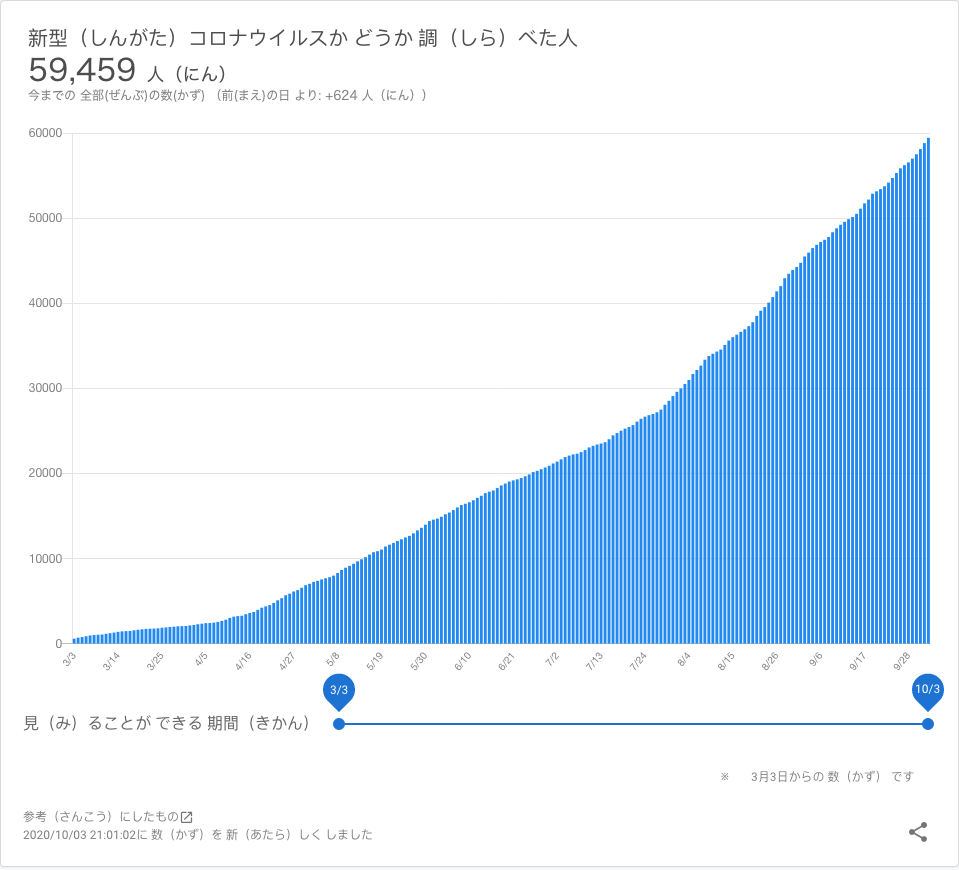 新型（しんがた）コロナウイルスか どうか 調（しら）べた人
59,459 人（にん）
今までの 全部(ぜんぶ)の数(かず) （前(まえ)の日 より: +624 人（にん））
60000
50000
40000
30000
20000
10000
0
3/3 3/14 3/25 4/5 4/16 4/27 5/8 5/19 5/30 6/10 6/21 7/2 7/13 7/24 8/4 8/15 8/26 9/6 9/17 9/28
3/3 10/3
見（み）ることが できる 期間（きかん）
※ 3月3日からの 数（かず） です
参考（さんこう）にしたもの
2020/10/03 21:01:02に 数（かず）を 新（あたら）しく しました